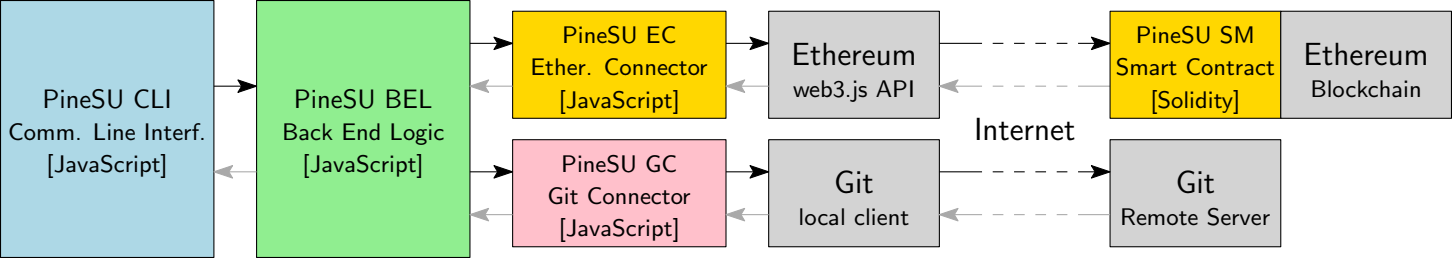 PineSU CLI
Comm. Line Interf.
[JavaScript]
PineSU BEL
Back End Logic
[JavaScript]
PineSU EC
Ether. Connector
[JavaScript]
Ethereum
web3.js API
PineSU SM
Smart Contract
[Solidity]
Ethereum
Blockchain
Internet
PineSU GC
Git Connector
[JavaScript]
Git
local client
Git
Remote Server